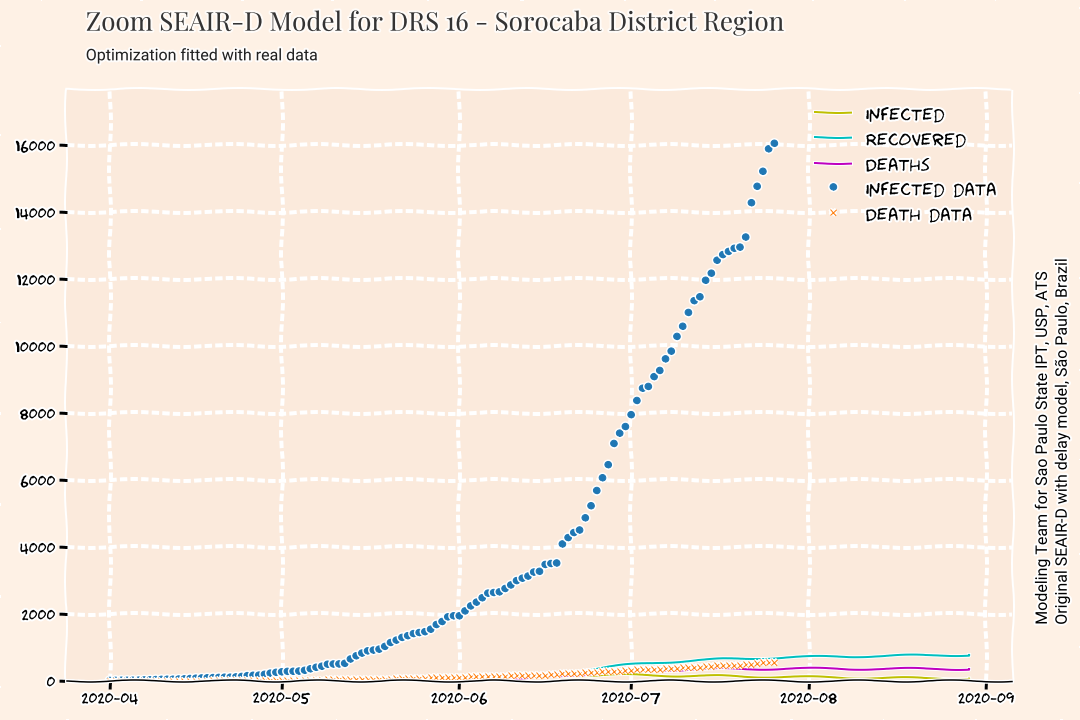 Zoom SEAIR-D Model for DRS 16 - Sorocaba District Region
Optimization fitted with real data
INFECTED
RECOVERED
DEATHS
INFECTED DATA
DEATH DATA
16000
14000
12000
10000
8000
6000
4000
2000
0
2020-04
2020-05
2020-06
2020-07
2020-08
2020-09
Modeling Team for Sao Paulo State IPT, USP, ATS
Original SEAIR-D with delay model, São Paulo, Brazil